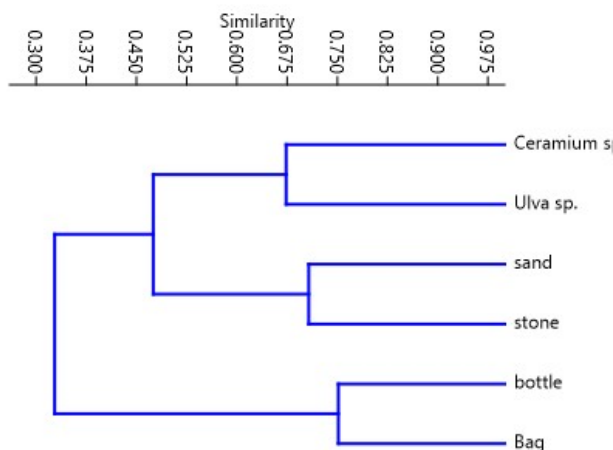 Similarity
0.300 0.375 0.450 0.525 0.600 0.675 0.750 0.825 0.900 0.975
Ceramium sp
Ulva sp.
sand
stone
bottle
Bag